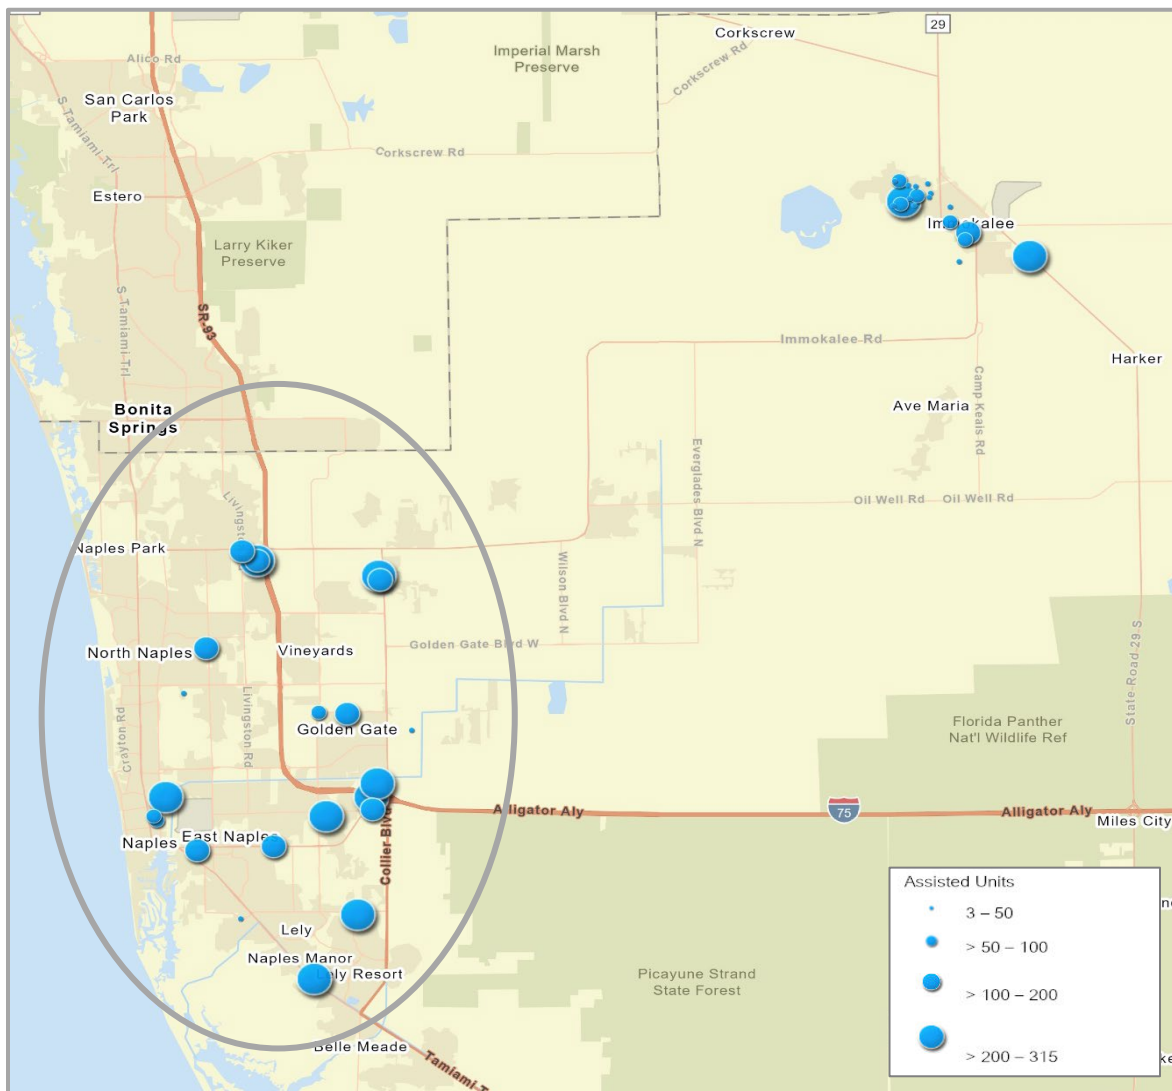 29
Corkscrew
Imperial Marsh
Preserve
Corkscrew Rd
Alico Rd
San Carlos
Park
S Tamiami Trl
Corkscrew Rd
Estero
Immokalee
Larry Kiker
Preserve
S Tamiami Trl
SR-93
Immokalee Rd
Harker
Camp Keais Rd
Ave Maria
Bonita
Springs
Everglades Blvd N
Livingston
Oil Well Rd
Oil Well Rd
Naples Park
Wilson Blvd N
Golden Gate Blvd W
North Naples
Vineyards
State Road 29 S
Livingston Rd
Crayton Rd
Golden Gate
Florida Panther
Nat'l Wildlife Ref
Alligator Aly
75
Alligator Aly
Miles City
Naples
East Naples
Collier Blvd
Assisted Units
3 – 50
> 50 – 100
> 100 – 200
> 200 – 315
Lely
Naples Manor
Lely Resort
Picayune Strand
State Forest
Belle Meade
Tamiami T